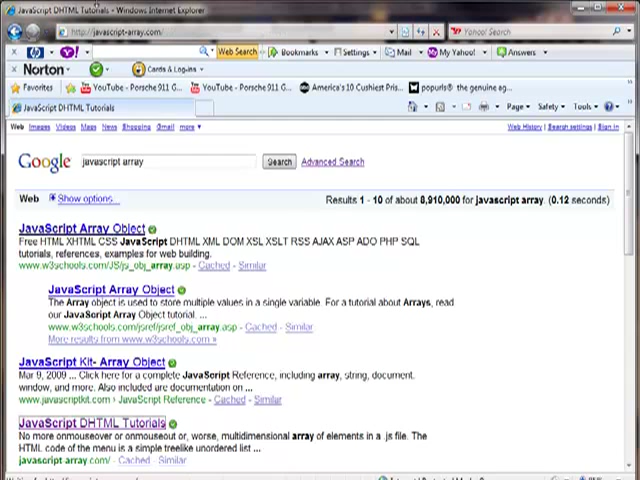 JavaScript DHTML Tutorials - Windows Internet Explorer
http://javascript-array.com/
Yahoo! Search
hp Y! Web Search Bookmarks Settings Mail My Yahoo! Answers
Norton Cards & Log-ins
Favorites YouTube - Porsche 911 G... YouTube - Porsche 911 G... America's 10 Cushiest Pris... popurls® the genuine ag...
JavaScript DHTML Tutorials Page Safety Tools
Web Images Videos Maps News Shopping Gmail more Web History | Search settings | Sign in
Google javascript array Search Advanced Search
Web Show options... Results 1 - 10 of about 8,910,000 for javascript array. (0.12 seconds)
JavaScript Array Object
Free HTML XHTML CSS JavaScript DHTML XML DOM XSL XSLT RSS AJAX ASP ADO PHP SQL
tutorials, references, examples for web building.
www.w3schools.com/JS/js_obj_array.asp - Cached - Similar
JavaScript Array Object
The Array object is used to store multiple values in a single variable. For a tutorial about Arrays, read
our JavaScript Array Object tutorial. ...
www.w3schools.com/jsref/jsref_obj_array.asp - Cached - Similar
More results from www.w3schools.com »
JavaScript Kit- Array Object
Mar 9, 2009 ... Click here for a complete JavaScript Reference, including array, string, document.
window, and more. Also included are documentation on ...
www.javascriptkit.com › JavaScript Reference - Cached - Similar
JavaScript DHTML Tutorials
No more onmouseover or onmouseout or, worse, multidimensional array of elements in a .js file. The
HTML code of the menu is a simple treelike unordered list ...
javascript-array.com/ - Cached - Similar